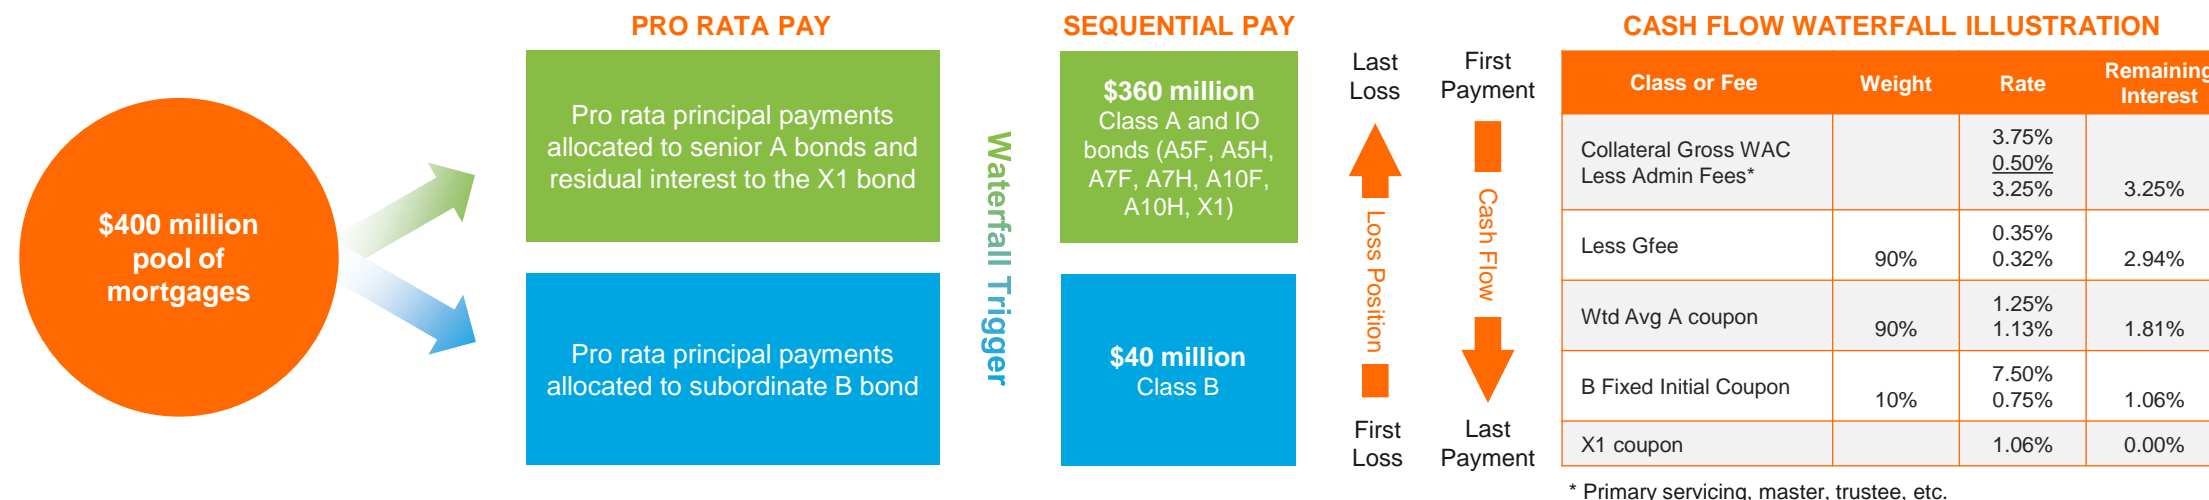 PRO RATA PAY
SEQUENTIAL PAY
CASH FLOW WATERFALL ILLUSTRATION
$400 million
pool of
mortgages
Pro rata principal payments
allocated to senior A bonds and
residual interest to the X1 bond
Pro rata principal payments
allocated to subordinate B bond
Waterfall Trigger
$360 million
Class A and IO
bonds (A5F, A5H,
A7F, A7H, A10F,
A10H, X1)
$40 million
Class B
Last
Loss
Loss Position
First
Loss
First
Payment
Cash Flow
Last
Payment
Class or Fee Weight Rate Remaining
Interest
Collateral Gross WAC 3.75%
Less Admin Fees* 0.50%
3.25% 3.25%
Less Gfee 0.35%
90% 0.32% 2.94%
Wtd Avg A coupon 1.25%
90% 1.13% 1.81%
B Fixed Initial Coupon 7.50%
10% 0.75% 1.06%
X1 coupon 1.06% 0.00%
* Primary servicing, master, trustee, etc.